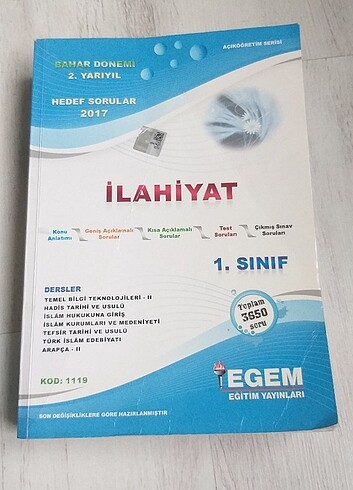 AÇIKÖĞRETİM SERİSİ
BAHAR DÖNEMİ
2. YARIYIL
HEDEF SORULAR
2017
İLAHİYAT
Konu Anlatımı
Geniş Açıklamalı Sorular
Kısa Açıklamalı Sorular
Test Soruları
Çıkmış Sınav Soruları
1. SINIF
DERSLER
TEMEL BİLGİ TEKNOLOJİLERİ - II
HADİS TARİHİ VE USULÜ
İSLÂM HUKUKUNA GİRİŞ
İSLAM KURUMLARI VE MEDENİYETİ
TEFSİR TARİHİ VE USULÜ
TÜRK İSLÂM EDEBİYATI
ARAPÇA - II
Toplam
3650
soru
KOD: 1119
EGEM
EĞİTİM YAYINLARI
SON DEĞİŞİKLİKLERE GÖRE HAZIRLANMIŞTIR